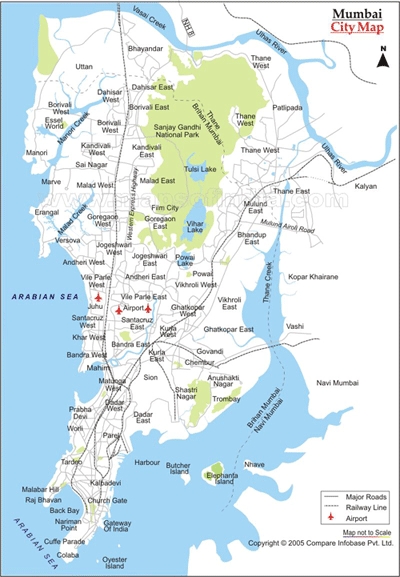 Mumbai
City Map
N
Vasai Creek
NH 8
Ulhas River
Bhayandar
Uttan
Dahisar
West
Dahisar East
Borivali
West
Essel
World
Borivali
West
Borivali East
Thane
Brihan Mumbai
Thane
West
Patlipada
Manori Creek
Sanjay Gandhi
National Park
Manori
Kandivali
West
Kandivali
East
Thane West
Ulhas River
Sai Nagar
Tulsi Lake
Marve
Malad West
Malad East
Thane East
Kalyan
Western Express Highway
Erangal
Malad Creek
Film City
Mulund
East
Goregaon
West
Goregaon
East
Vihar
Lake
Mulund Airoli Road
Versova
Bhandup
East
Jogeshwari
West
Jogeshwari
East
Powai
Lake
Andheri West
Thane Creek
Vile Parle
West
Andheri East
Powai
Kopar Khairane
Vikhroli West
ARABIAN SEA
Juhu
Vile Parle East
Vikhroli
East
Airport
Ghatkopar
West
Santacruz
West
Santacruz
East
Khar West
Kurla
West
Ghatkopar East
Vashi
Bandra East
Bandra West
Kurla
East
Govandi
Mahim
Chembur
Matunga
West
Sion
Anushakti
Nagar
Navi Mumbai
Shastri
Nagar
Trombay
Dadar
West
Prabha
Devi
Dadar
East
Brihan Mumbai
Navi Mumbai
Worli
Parel
Tardeo
Harbour
Butcher
Island
Nhave
Elephanta
Island
Kalbadevi
Malabar Hill
Raj Bhavan
Church Gate
Back Bay
Nariman
Point
Gateway
Of India
Cuffe Parade
Colaba
Oyester
Island
ARABIAN SEA
Major Roads
Railway Line
Airport
Map not to Scale
Copyright © 2005 Compare Infobase Pvt. Ltd.